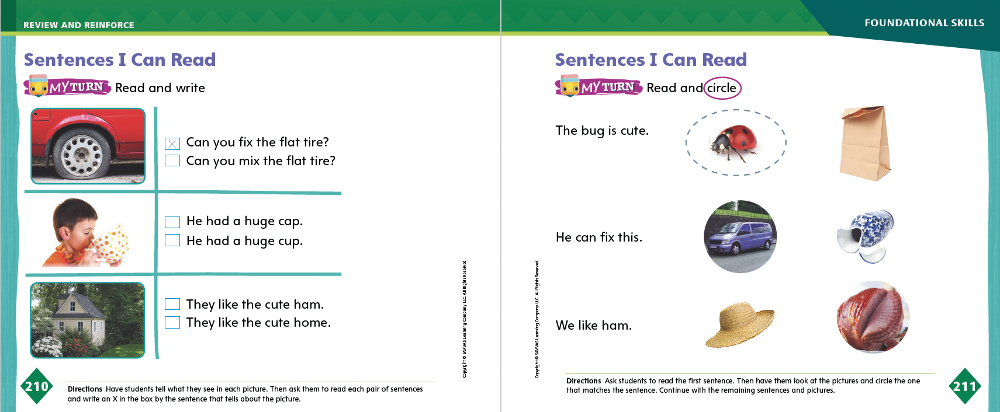 REVIEW AND REINFORCE
Sentences I Can Read
MY TURN Read and write
X Can you fix the flat tire?
Can you mix the flat tire?
He had a huge cap.
He had a huge cup.
They like the cute ham.
They like the cute home.
Copyright © SAVVAS Learning Company LLC. All Rights Reserved.
210
Directions Have students tell what they see in each picture. Then ask them to read each pair of sentences
and write an X in the box by the sentence that tells about the picture.
FOUNDATIONAL SKILLS
Sentences I Can Read
MY TURN Read and circle
The bug is cute.
He can fix this.
We like ham.
Copyright © SAVVAS Learning Company LLC. All Rights Reserved.
Directions Ask students to read the first sentence. Then have them look at the pictures and circle the one
that matches the sentence. Continue with the remaining sentences and pictures.
211